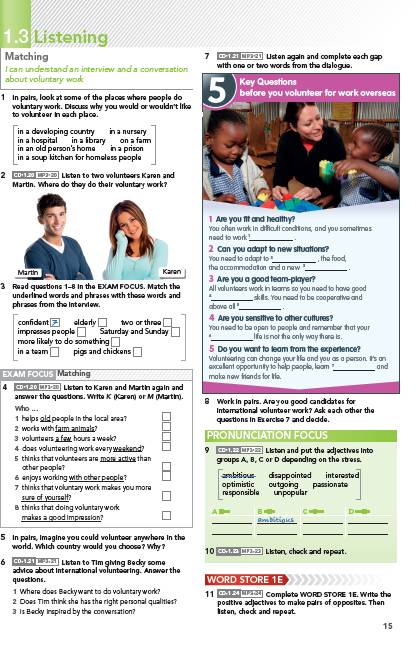 1.3 Listening
Matching
I can understand an interview and a conversation
about voluntary work
1 In pairs, look at some of the places where people do
voluntary work. Discuss why you would or wouldn't like
to volunteer in each place.
in a developing country in a nursery
in a hospital in a library on a farm
in an old person's home in a prison
in a soup kitchen for homeless people
2 CD•1.20 MP3•20 Listen to two volunteers Karen and
Martin. Where do they do their voluntary work?
Martin
Karen
3 Read questions 1–8 in the EXAM FOCUS. Match the
underlined words and phrases with these words and
phrases from the interview.
confident 7 elderly two or three
impresses people Saturday and Sunday
more likely to do something
in a team pigs and chickens
EXAM FOCUS Matching
4 CD•1.20 MP3•20 Listen to Karen and Martin again and
answer the questions. Write K (Karen) or M (Martin).
Who ...
1 helps old people in the local area?
2 works with farm animals?
3 volunteers a few hours a week?
4 does volunteering work every weekend?
5 thinks that volunteers are more active than
other people?
6 enjoys working with other people?
7 thinks that voluntary work makes you more
sure of yourself?
8 thinks that doing voluntary work
makes a good impression?
5 In pairs, imagine you could volunteer anywhere in the
world. Which country would you choose? Why?
6 CD•1.21 MP3•21 Listen to Tim giving Becky some
advice about international volunteering. Answer the
questions.
1 Where does Becky want to do voluntary work?
2 Does Tim think she has the right personal qualities?
3 Is Becky inspired by the conversation?
7 CD•1.21 MP3•21 Listen again and complete each gap
with one or two words from the dialogue.
5 Key Questions
before you volunteer for work overseas
1 Are you fit and healthy?
You often work in difficult conditions, and you sometimes
need to work 1 .
2 Can you adapt to new situations?
You need to adapt to 2 , the food,
the accommodation and a new 3 .
3 Are you a good team-player?
All volunteers work in teams so you need to have good
4 skills. You need to be cooperative and
above all 5 .
4 Are you sensitive to other cultures?
You need to be open to people and remember that your
6 life is not the only way there is.
5 Do you want to learn from the experience?
Volunteering can change your life and you as a person. It's an
excellent opportunity to help people, learn 7 and
make new friends for life.
8 Work in pairs. Are you good candidates for
international volunteer work? Ask each other the
questions in Exercise 7 and decide.
PRONUNCIATION FOCUS
9 CD•1.22 MP3•22 Listen and put the adjectives into
groups A, B, C or D depending on the stress.
ambitious disappointed interested
optimistic outgoing passionate
responsible unpopular
A B C D
ambitious
10 CD•1.23 MP3•23 Listen, check and repeat.
WORD STORE 1E
11 CD•1.24 MP3•24 Complete WORD STORE 1E. Write the
positive adjectives to make pairs of opposites. Then
listen, check and repeat.
15